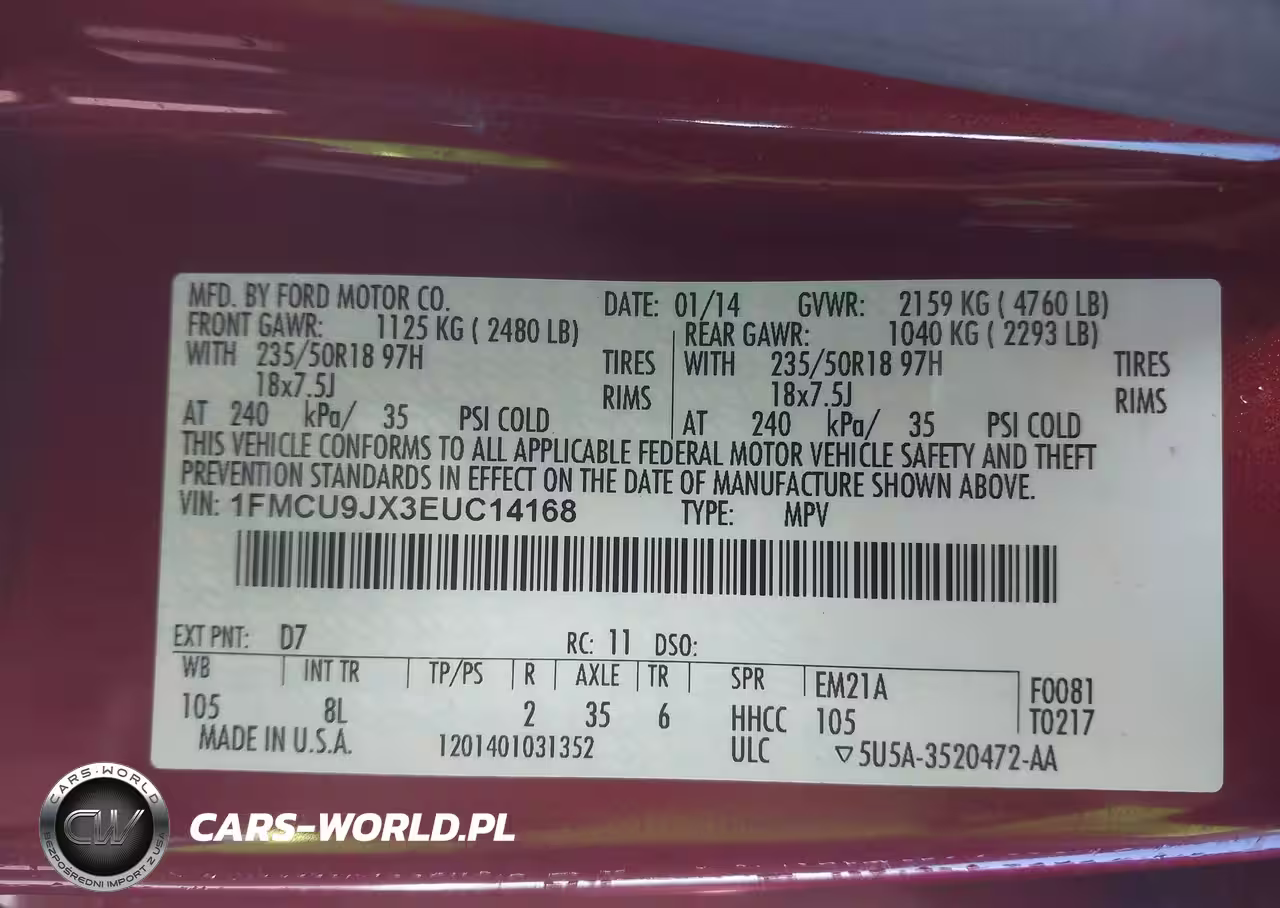 MFD. BY FORD MOTOR CO. DATE: 01/14 GVWR: 2159 KG ( 4760 LB)
FRONT GAWR: 1125 KG ( 2480 LB) REAR GAWR: 1040 KG ( 2293 LB)
WITH 235/50R18 97H TIRES WITH 235/50R18 97H TIRES
18x7.5J RIMS 18x7.5J RIMS
AT 240 kPa/ 35 PSI COLD AT 240 kPa/ 35 PSI COLD
THIS VEHICLE CONFORMS TO ALL APPLICABLE FEDERAL MOTOR VEHICLE SAFETY AND THEFT
PREVENTION STANDARDS IN EFFECT ON THE DATE OF MANUFACTURE SHOWN ABOVE.
VIN: 1FMCU9JX3EUC14168 TYPE: MPV
EXT PNT: D7 RC: 11 DSO:
WB INT TR TP/PS R AXLE TR SPR EM21A F0081
105 8L 2 35 6 HHCC 105 T0217
MADE IN U.S.A. 1201401031352 ULC ▽5U5A-3520472-AA
CARS-WORLD
CW
BEZPOŚREDNI IMPORT Z USA
CARS-WORLD.PL